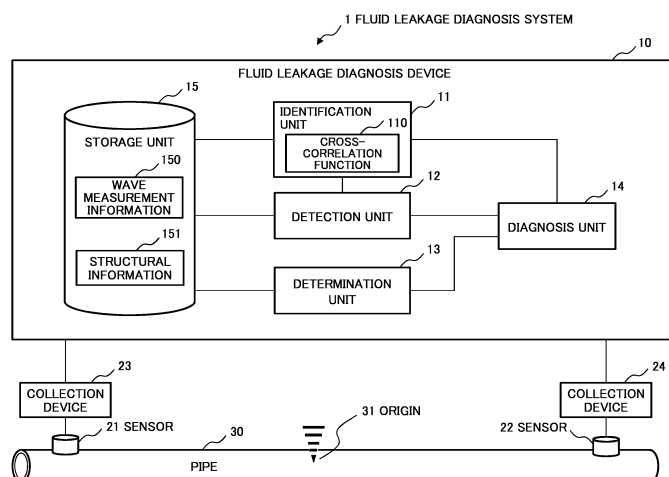 1 FLUID LEAKAGE DIAGNOSIS SYSTEM
10
FLUID LEAKAGE DIAGNOSIS DEVICE
15
STORAGE UNIT
150
WAVE
MEASUREMENT
INFORMATION
151
STRUCTURAL
INFORMATION
11
IDENTIFICATION
UNIT
110
CROSS-
CORRELATION
FUNCTION
12
DETECTION UNIT
13
DETERMINATION
UNIT
14
DIAGNOSIS UNIT
23
COLLECTION
DEVICE
24
COLLECTION
DEVICE
21 SENSOR
30
31 ORIGIN
22 SENSOR
PIPE